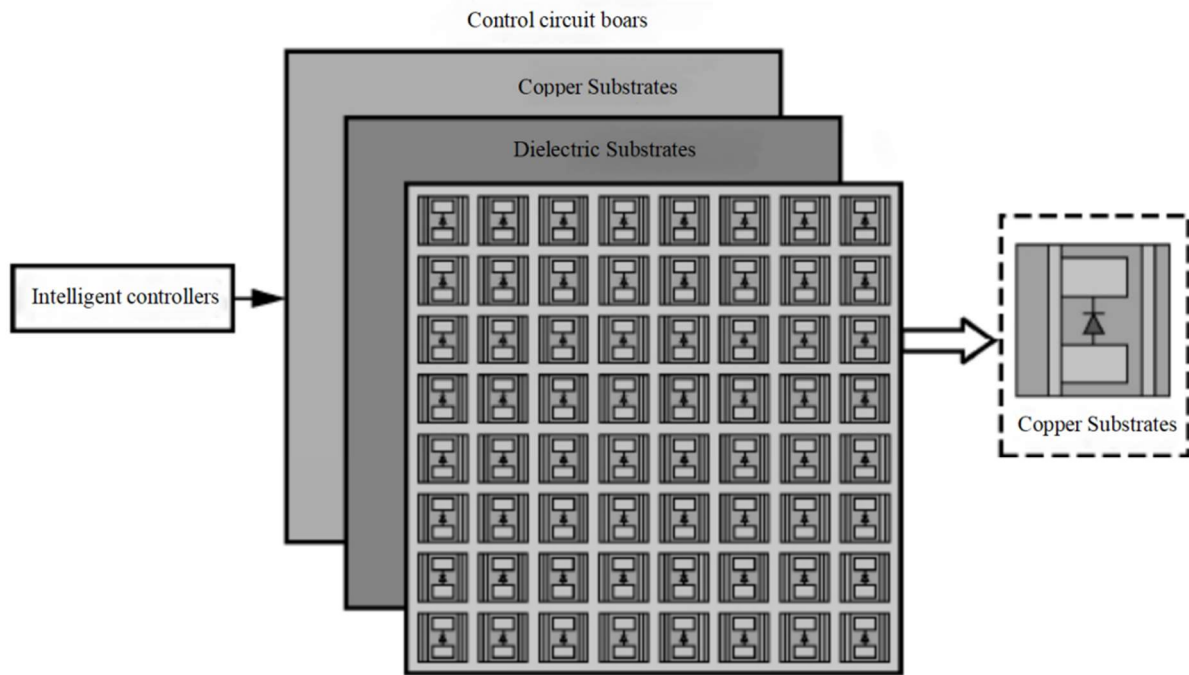 Control circuit boars
Copper Substrates
Dielectric Substrates
Intelligent controllers
Copper Substrates